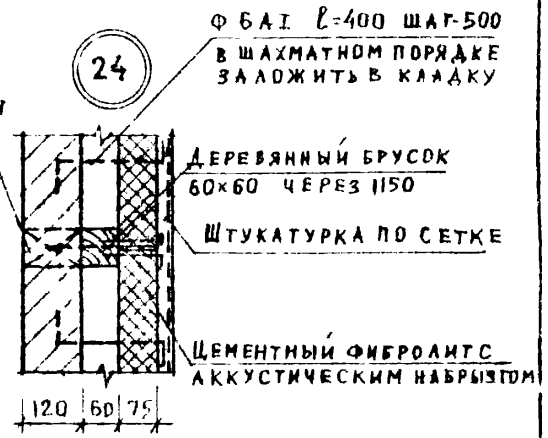 Ф 6АI ℓ=400 ШАГ-500
В ШАХМАТНОМ ПОРЯДКЕ
ЗАЛОЖИТЬ В КЛАДКУ
24
ДЕРЕВЯННЫЙ БРУСОК
60×60 ЧЕРЕЗ 1150
ШТУКАТУРКА ПО СЕТКЕ
ЦЕМЕНТНЫЙ ФИБРОЛИТ С
АККУСТИЧЕСКИМ НАБРЫЗГОМ
120 60 75